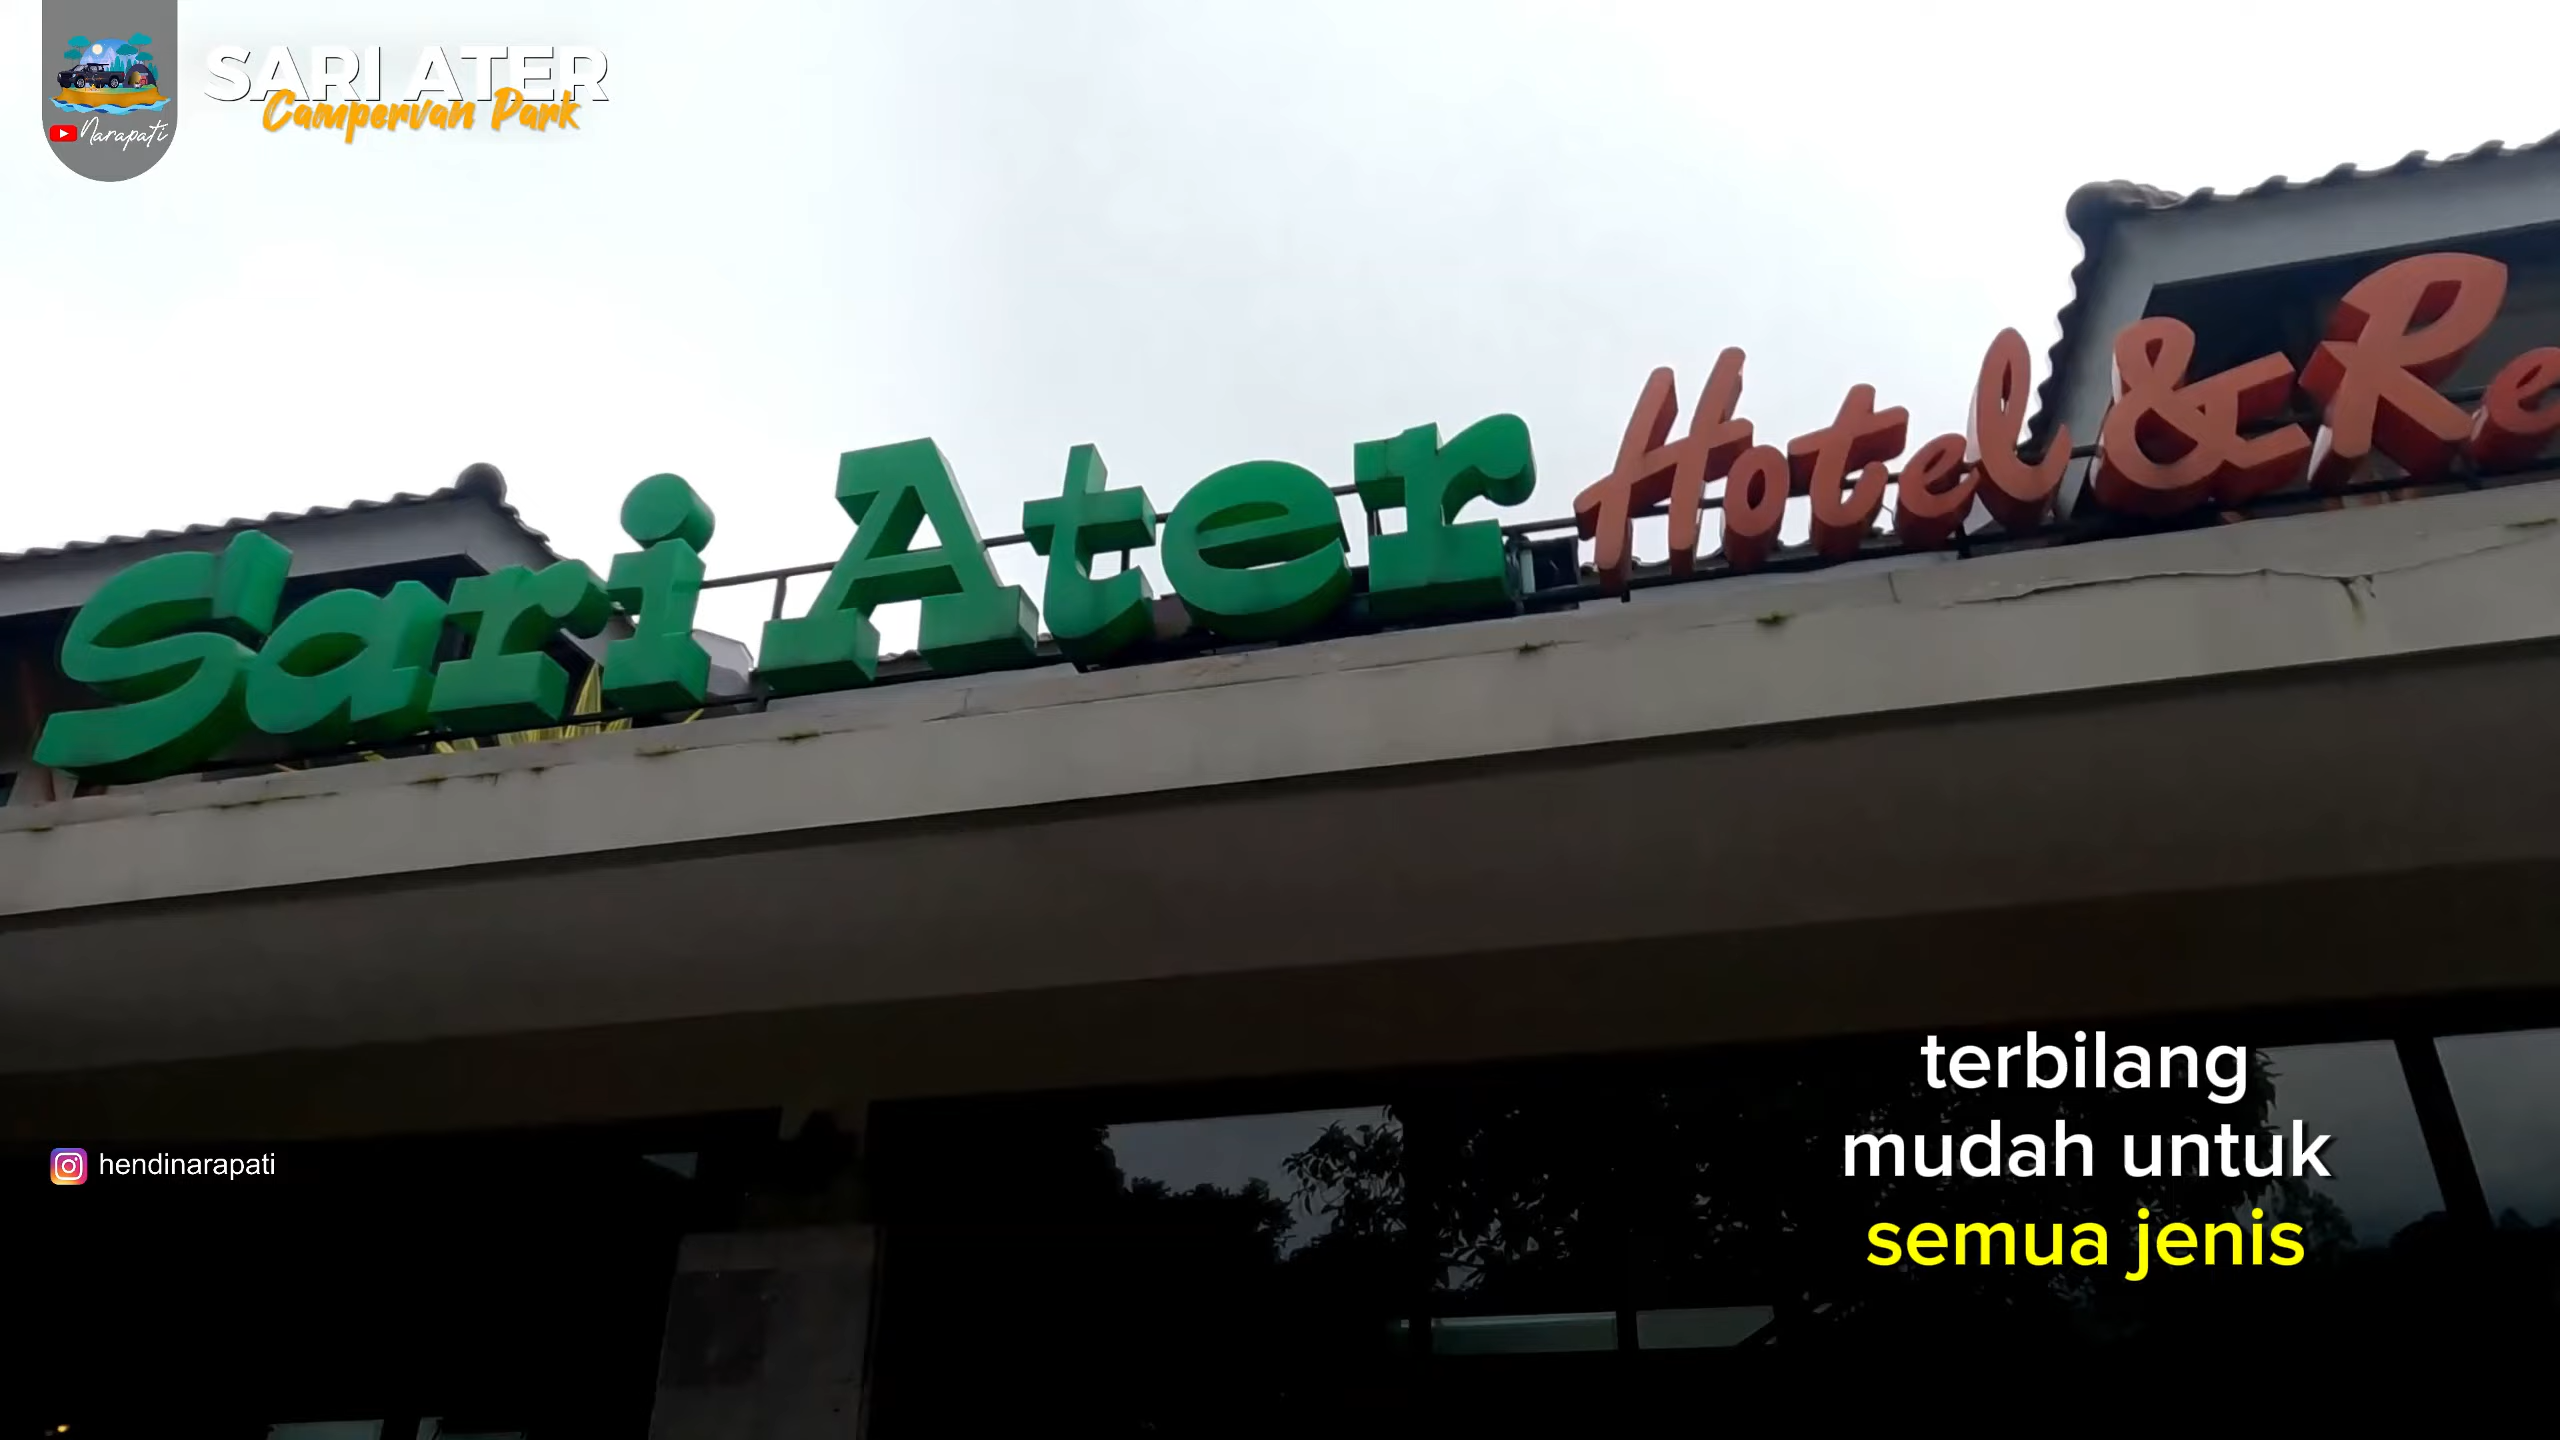 SARI ATER
Campervan Park
Narapati
Sari Ater Hotel & Re
hendinarapati
terbilang
mudah untuk
semua jenis